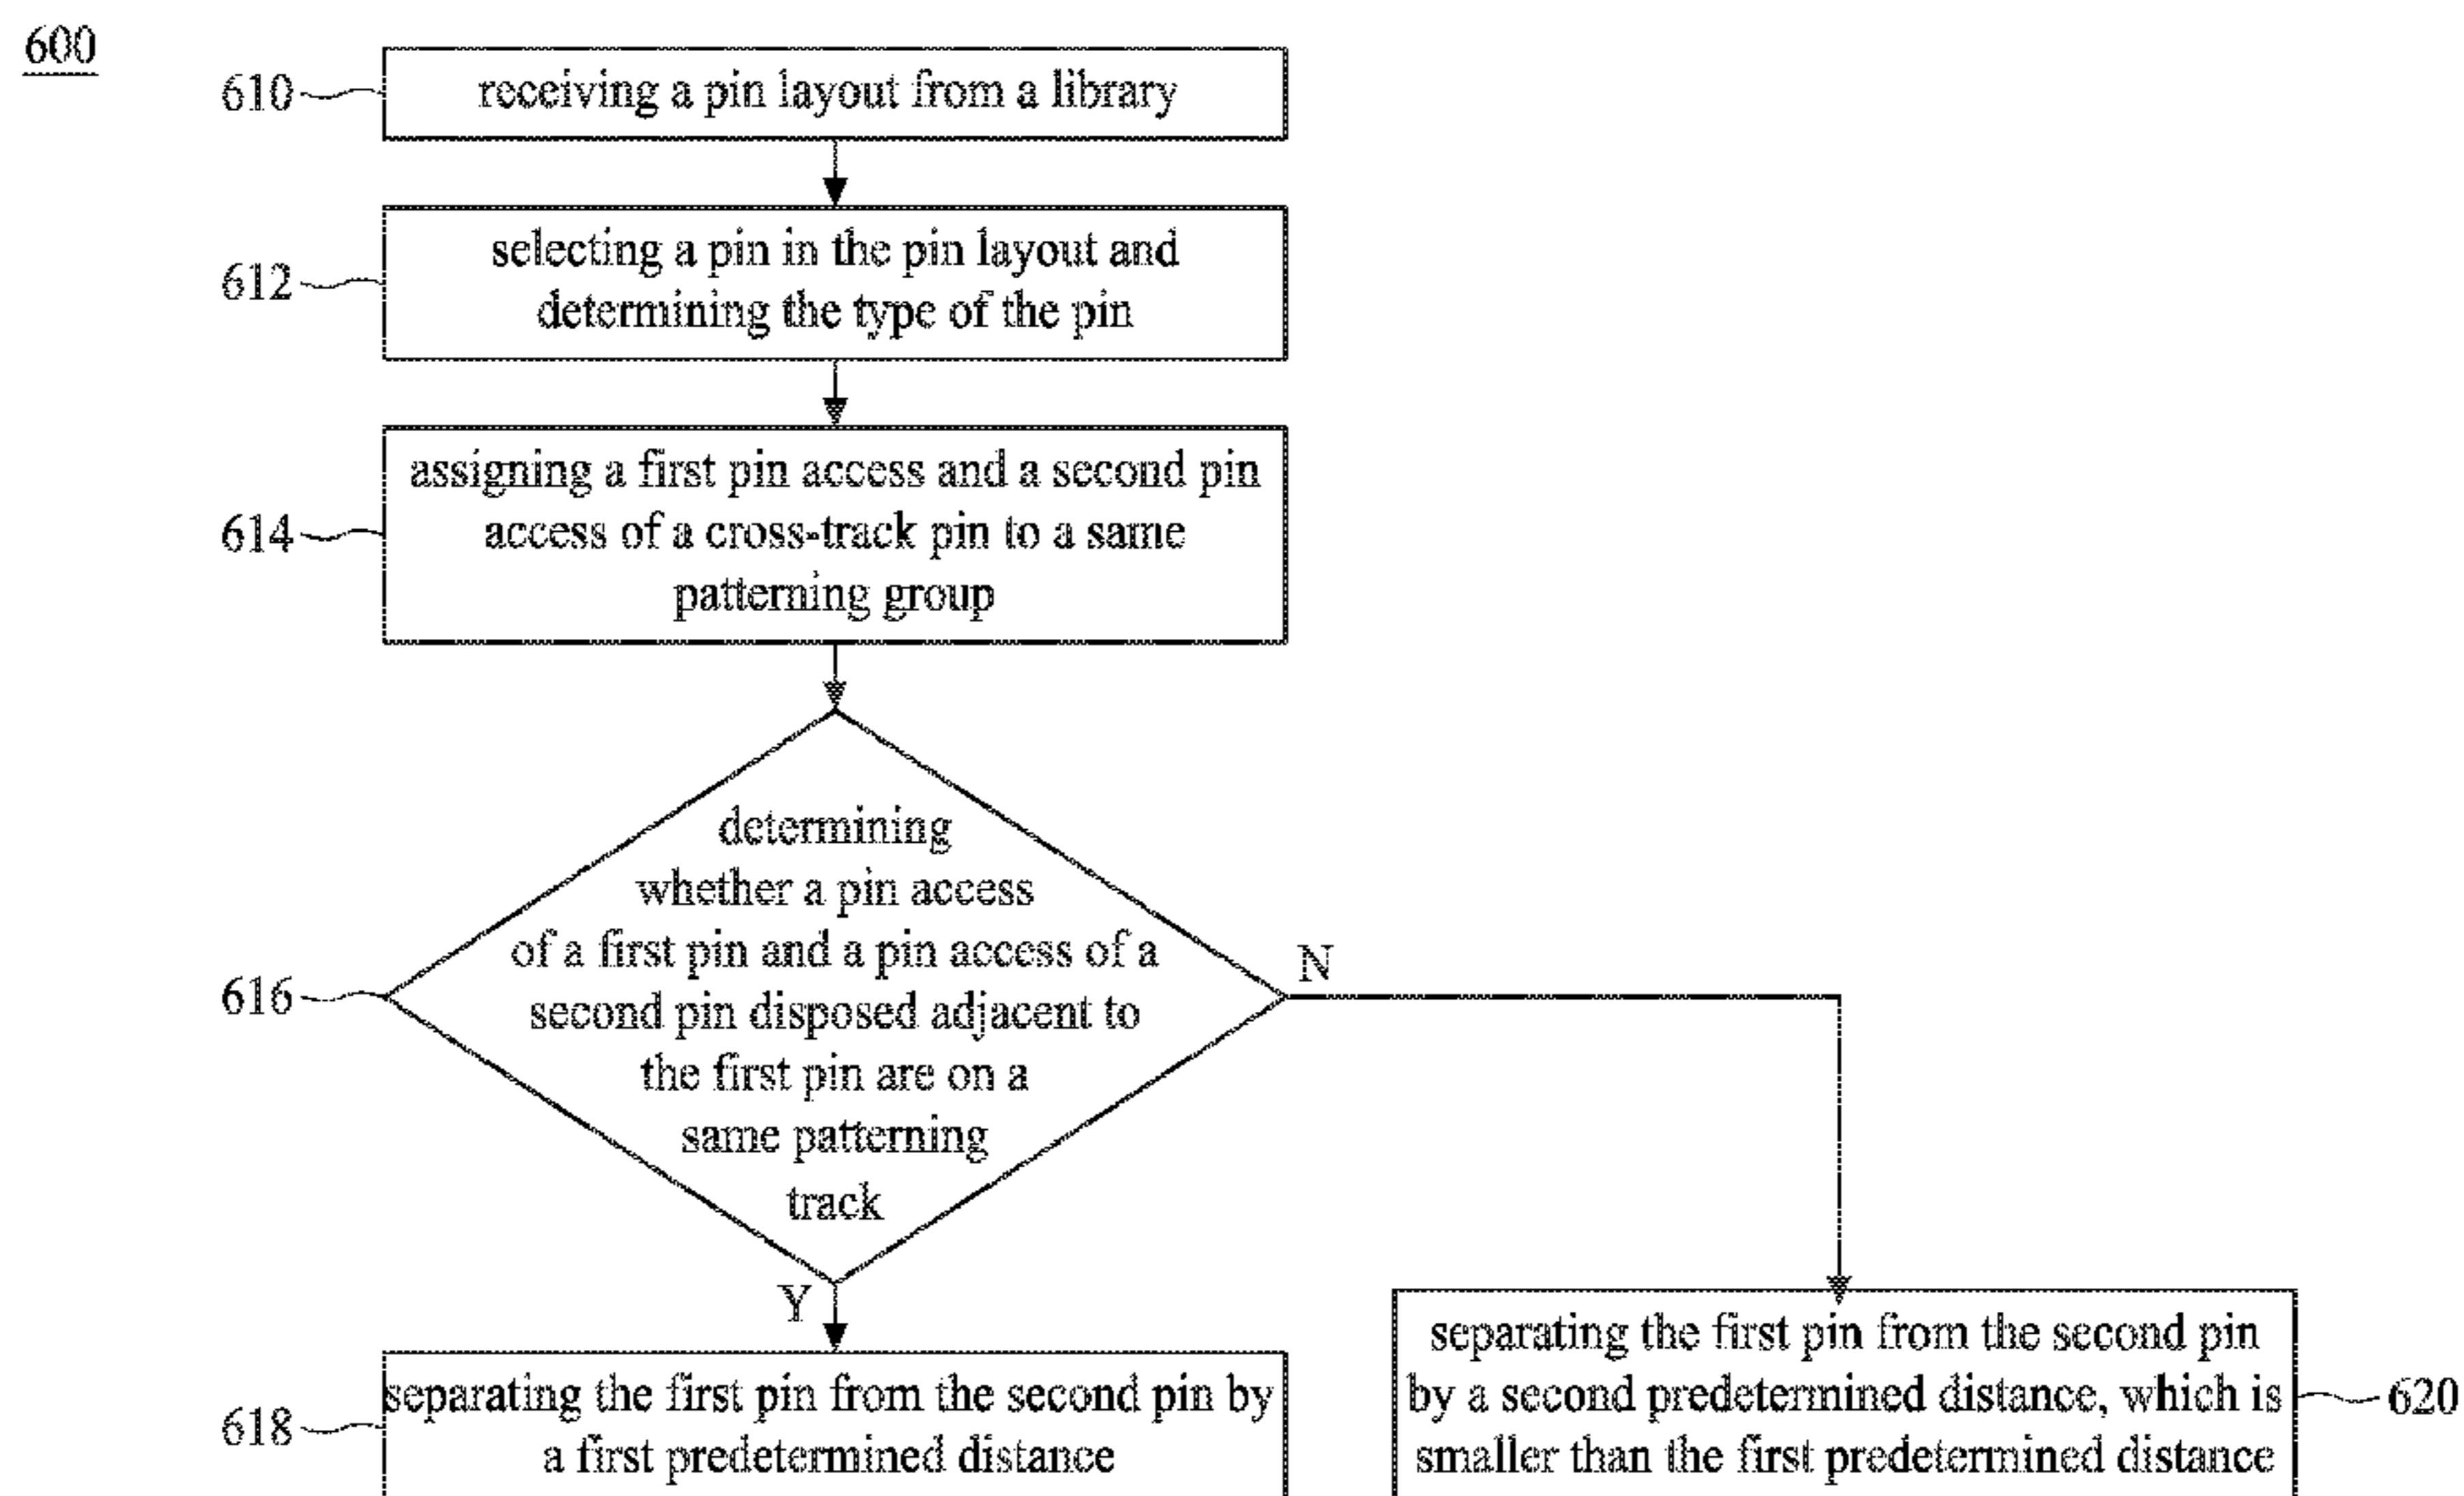 600
610
receiving a pin layout from a library
612
selecting a pin in the pin layout and
determining the type of the pin
614
assigning a first pin access and a second pin
access of a cross-track pin to a same
patterning group
616
determining
whether a pin access
of a first pin and a pin access of a
second pin disposed adjacent to
the first pin are on a
same patterning
track
N
Y
618
separating the first pin from the second pin by
a first predetermined distance
separating the first pin from the second pin
by a second predetermined distance, which is
smaller than the first predetermined distance
620